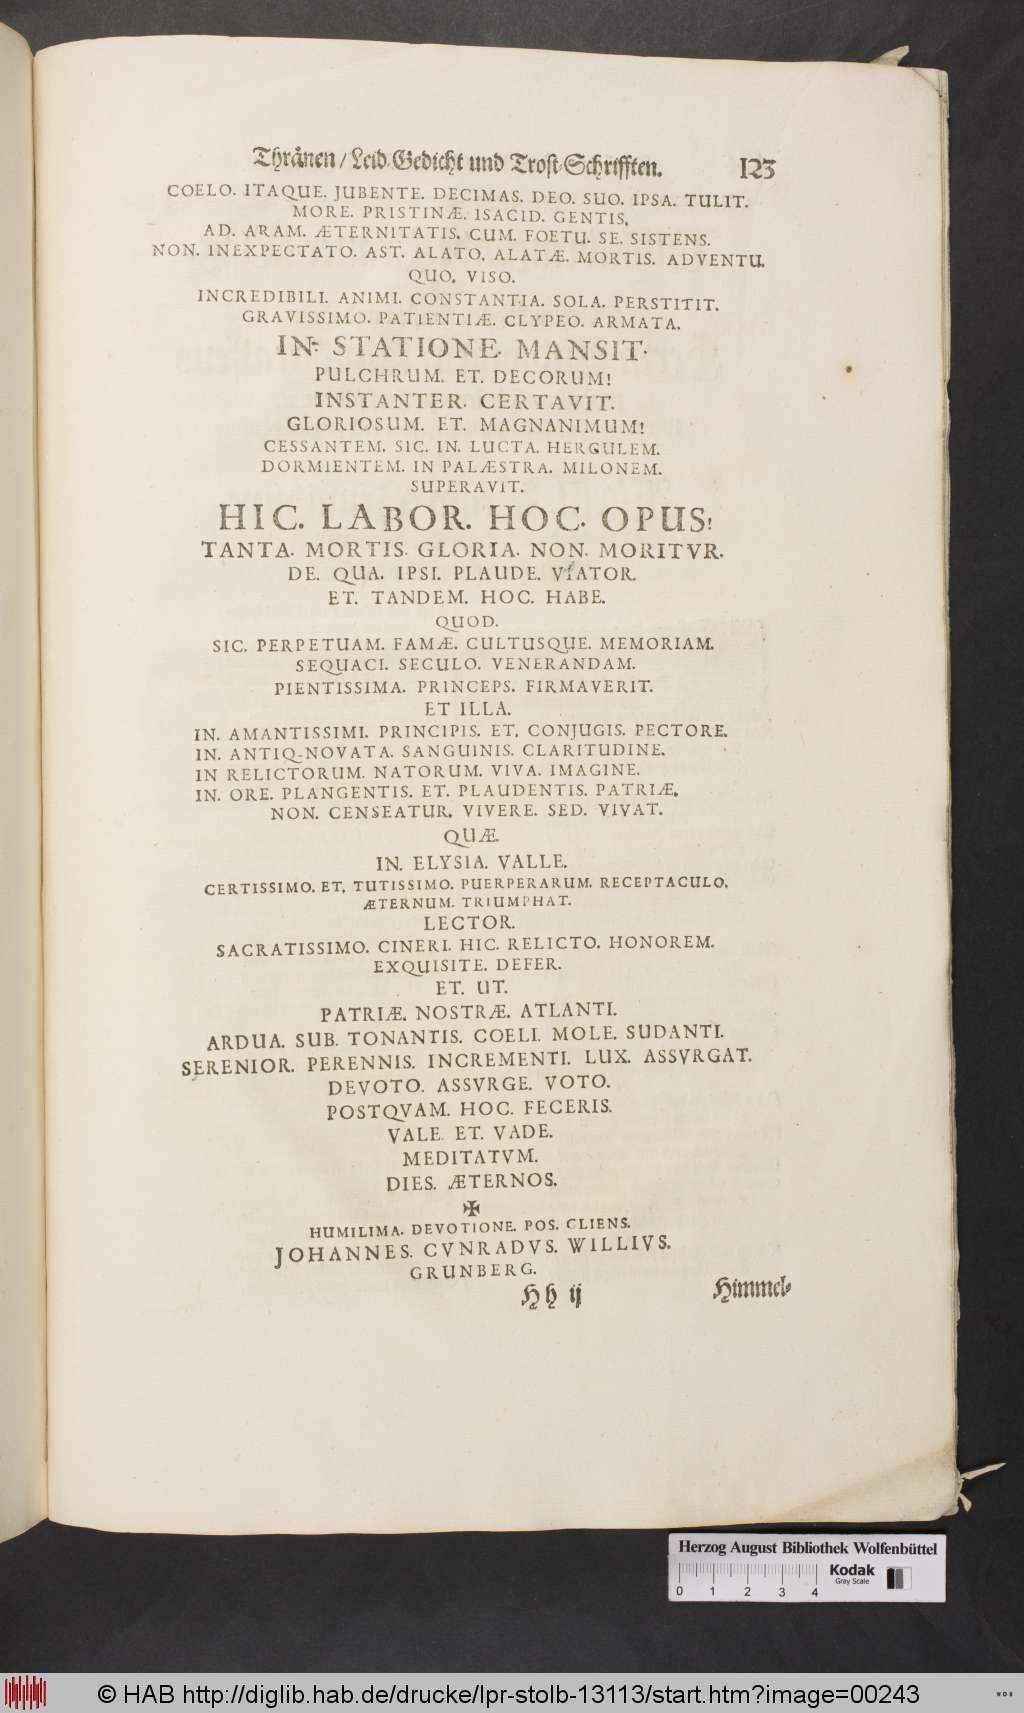 Thränen / Leid-Gedicht und Trost-Schrifften. 123
COELO. ITAQUE. JUBENTE. DECIMAS. DEO. SUO. IPSA. TULIT.
MORE. PRISTINÆ. ISACID. GENTIS.
AD. ARAM. ÆTERNITATIS. CUM. FOETU. SE. SISTENS.
NON. INEXPECTATO. AST. ALATO. ALATÆ. MORTIS. ADVENTU.
QUO. VISO.
INCREDIBILI. ANIMI. CONSTANTIA. SOLA. PERSTITIT.
GRAVISSIMO. PATIENTIÆ. CLYPEO. ARMATA.
IN. STATIONE. MANSIT.
PULCHRUM. ET. DECORUM!
INSTANTER. CERTAVIT.
GLORIOSUM. ET. MAGNANIMUM!
CESSANTEM. SIC. IN. LUCTA. HERCULEM.
DORMIENTEM. IN PALÆSTRA. MILONEM.
SUPERAVIT.
HIC. LABOR. HOC. OPUS!
TANTA. MORTIS. GLORIA. NON. MORITVR.
DE. QUA. IPSI. PLAUDE. VIATOR.
ET. TANDEM. HOC. HABE.
QUOD.
SIC. PERPETUAM. FAMÆ. CULTUSQUE. MEMORIAM.
SEQUACI. SECULO. VENERANDAM.
PIENTISSIMA. PRINCEPS. FIRMAVERIT.
ET ILLA.
IN. AMANTISSIMI. PRINCIPIS. ET. CONJUGIS. PECTORE.
IN. ANTIQ-NOVATA. SANGUINIS. CLARITUDINE.
IN RELICTORUM. NATORUM. VIVA. IMAGINE.
IN. ORE. PLANGENTIS. ET. PLAUDENTIS. PATRIÆ.
NON. CENSEATUR. VIVERE. SED. VIVAT.
QUÆ.
IN. ELYSIA. VALLE.
CERTISSIMO. ET. TUTISSIMO. PUERPERARUM. RECEPTACULO.
ÆTERNUM. TRIUMPHAT.
LECTOR.
SACRATISSIMO. CINERI. HIC. RELICTO. HONOREM.
EXQUISITE. DEFER.
ET. UT.
PATRIÆ. NOSTRÆ. ATLANTI.
ARDUA. SUB. TONANTIS. COELI. MOLE. SUDANTI.
SERENIOR. PERENNIS. INCREMENTI. LUX. ASSVRGAT.
DEVOTO. ASSVRGE. VOTO.
POSTQVAM. HOC. FECERIS.
VALE. ET. VADE.
MEDITATVM.
DIES. ÆTERNOS.
✠
HUMILIMA. DEVOTIONE. POS. CLIENS.
JOHANNES. CVNRADVS. WILLIVS.
GRUNBERG.
Hh ij Himmel-
Herzog August Bibliothek Wolfenbüttel
Kodak
Gray Scale
0 1 2 3 4
© HAB http://diglib.hab.de/drucke/lpr-stolb-13113/start.htm?image=00243